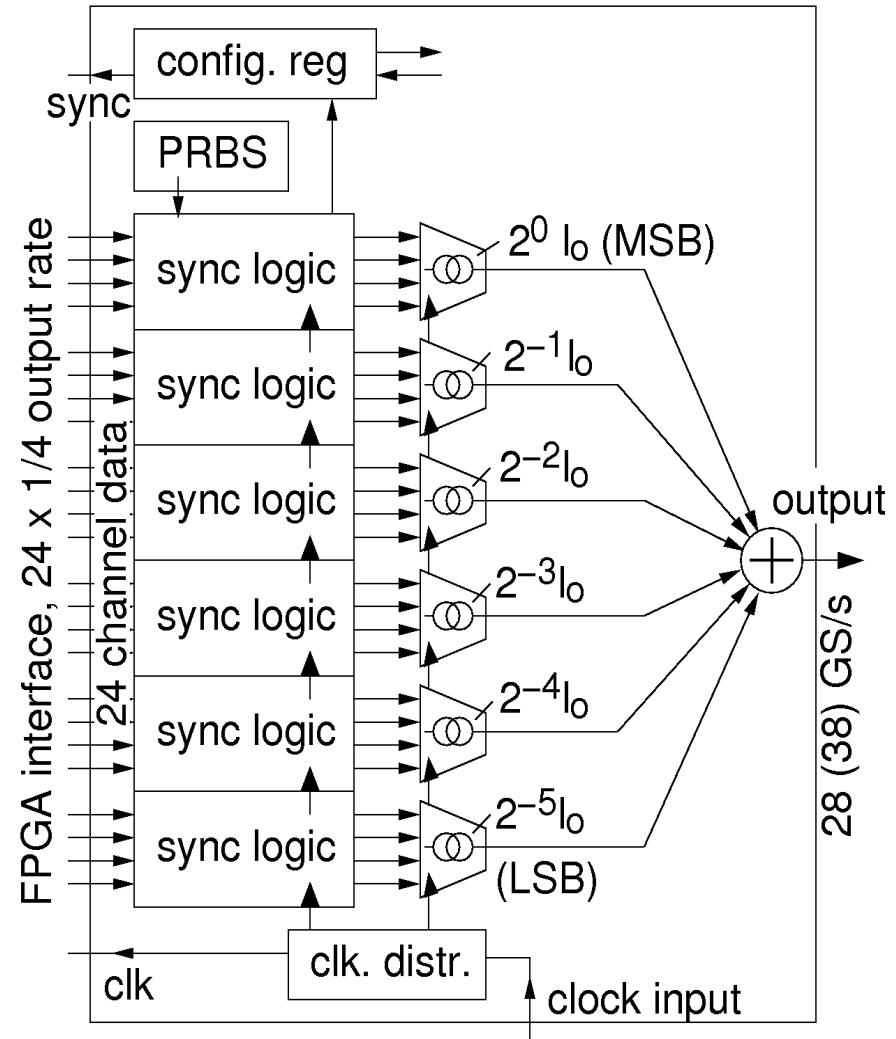 config. reg
sync
PRBS
sync logic
2⁰ I₀ (MSB)
sync logic
2⁻¹I₀
sync logic
2⁻²I₀
sync logic
2⁻³I₀
sync logic
2⁻⁴I₀
sync logic
2⁻⁵I₀
(LSB)
FPGA interface, 24 x 1/4 output rate
24 channel data
output
28 (38) GS/s
clk. distr.
clk
clock input